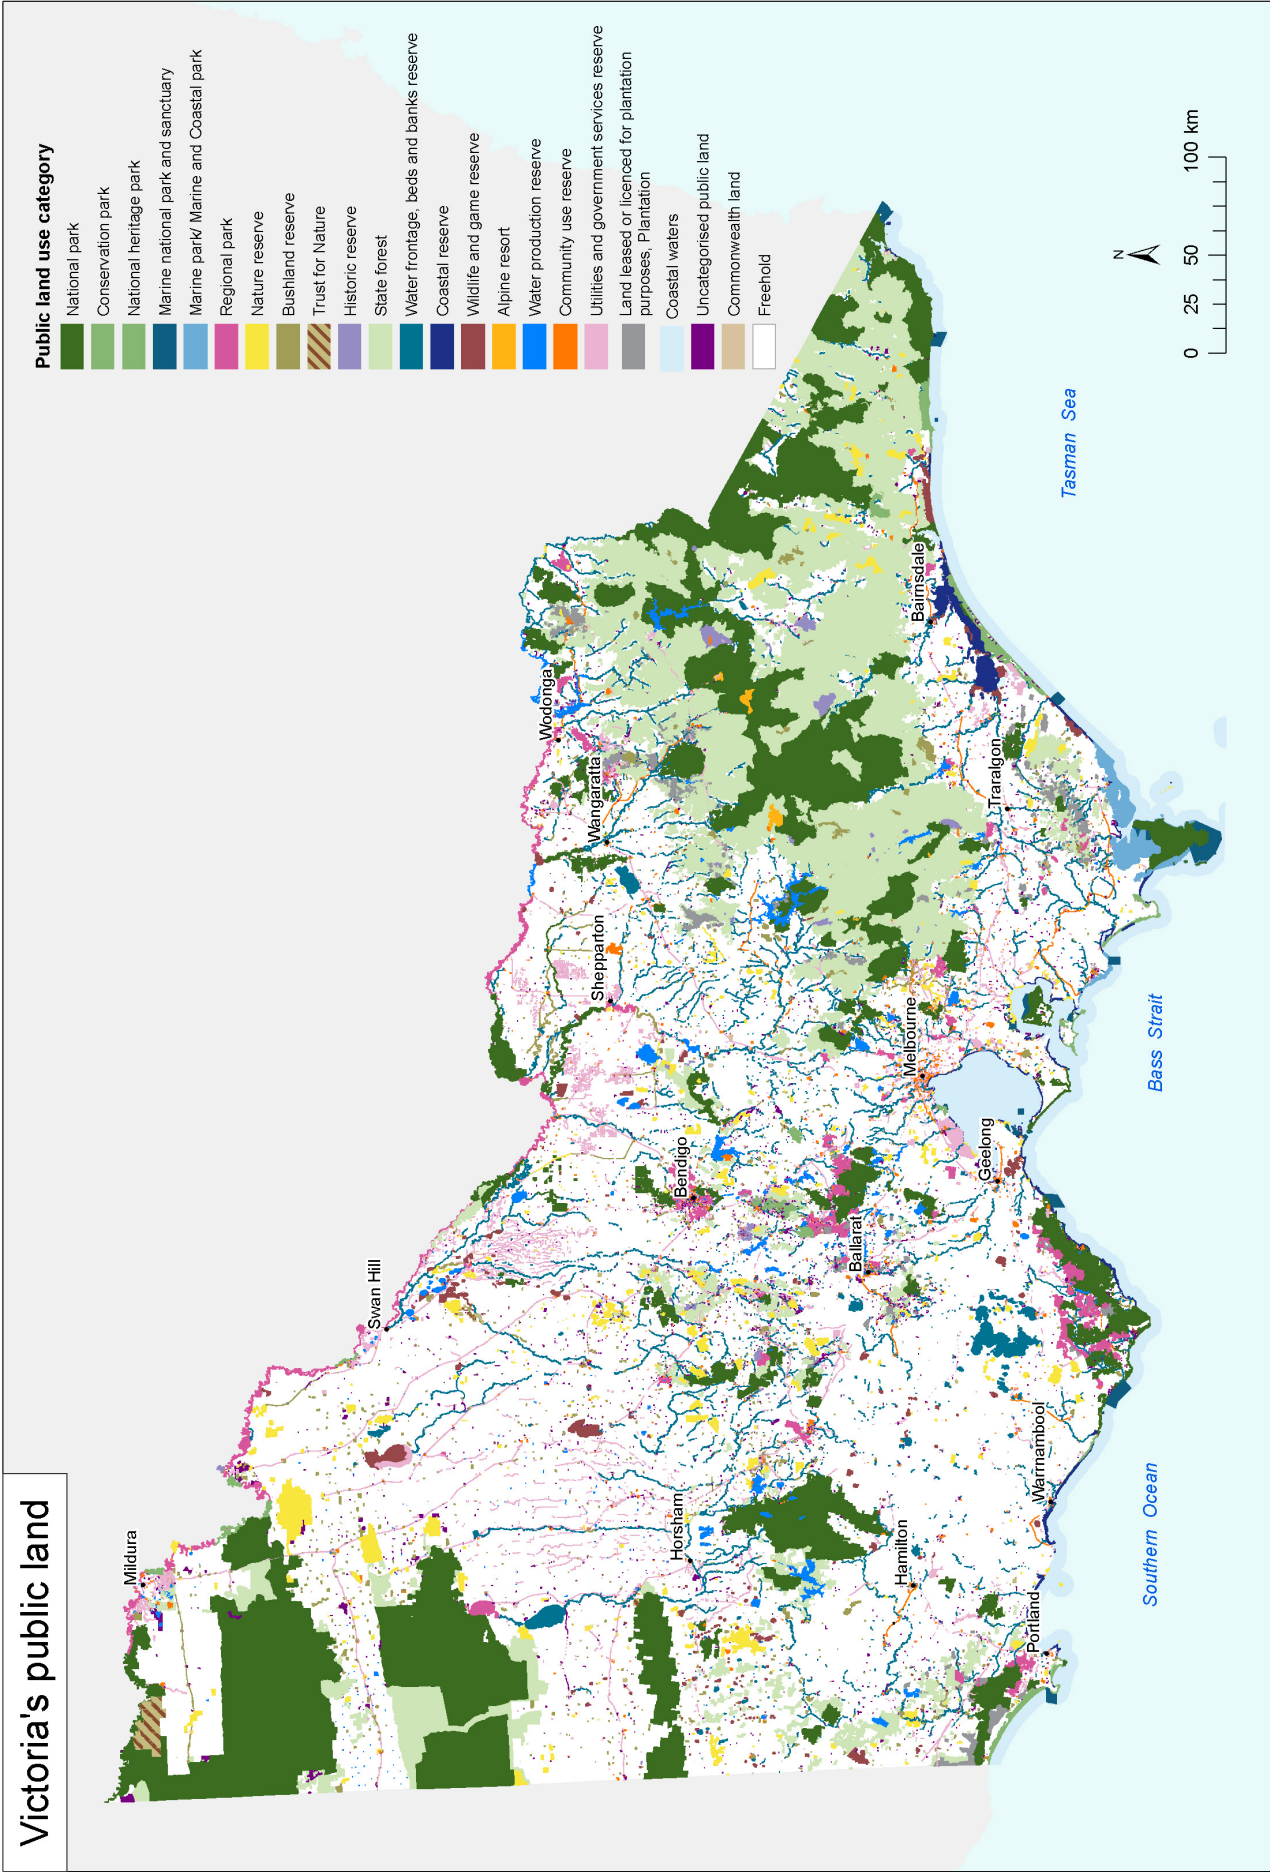 Victoria's public land
Public land use category
National park
Conservation park
National heritage park
Marine national park and sanctuary
Marine park/ Marine and Coastal park
Regional park
Nature reserve
Bushland reserve
Trust for Nature
Historic reserve
State forest
Water frontage, beds and banks reserve
Coastal reserve
Wildlife and game reserve
Alpine resort
Water production reserve
Community use reserve
Utilities and government services reserve
Land leased or licenced for plantation
purposes, Plantation
Coastal waters
Uncategorised public land
Commonwealth land
Freehold
Mildura
Swan Hill
Wodonga
Wangaratta
Shepparton
Horsham
Bendigo
Ballarat
Melbourne
Bairnsdale
Hamilton
Geelong
Traralgon
Portland
Warrnambool
Southern Ocean
Bass Strait
Tasman Sea
N
0 25 50 100 km